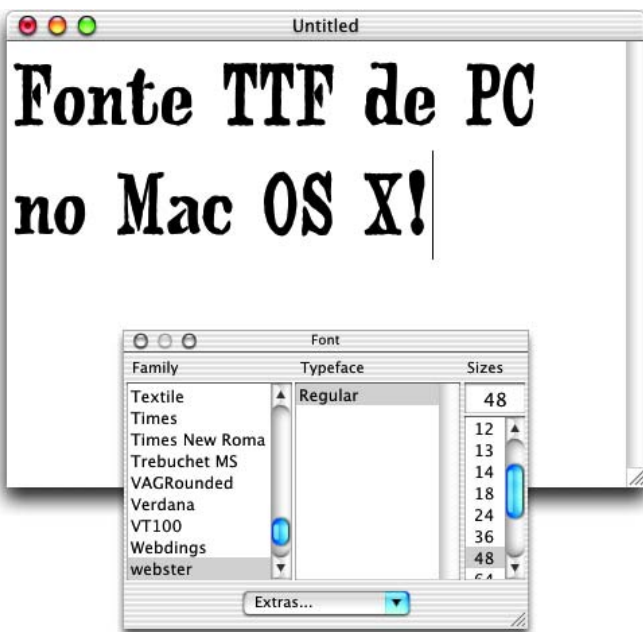 Untitled
Fonte TTF de PC
no Mac OS X!
Font
Family
Typeface
Sizes
Textile
Times
Times New Roma
Trebuchet MS
VAGRounded
Verdana
VT100
Webdings
webster
Regular
48
12
13
14
18
24
36
48
64
Extras...